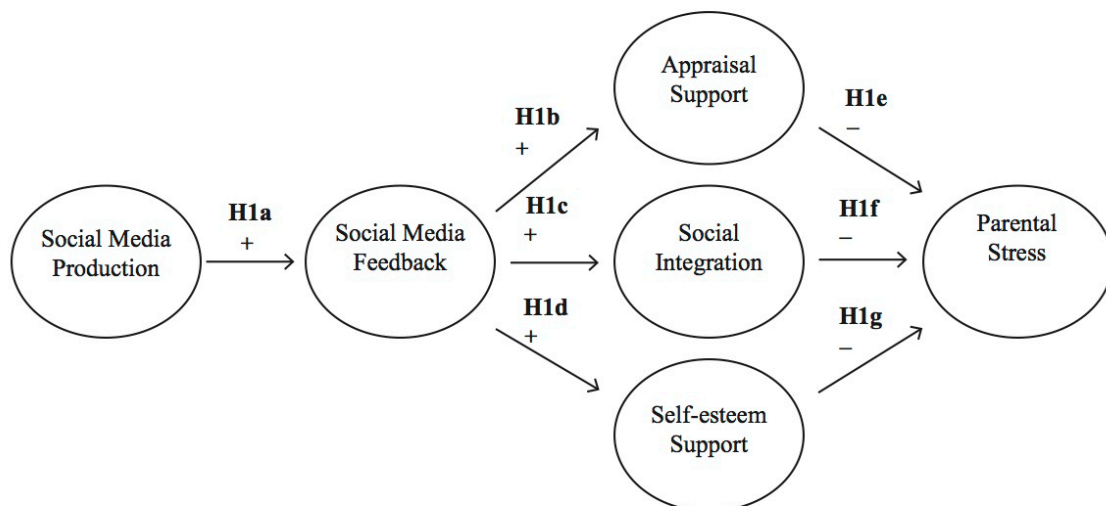 Appraisal
Support
H1b
+
H1e
–
H1a
+
H1c
+
H1f
–
Social Media
Production
Social Media
Feedback
Social
Integration
Parental
Stress
H1d
+
H1g
–
Self-esteem
Support